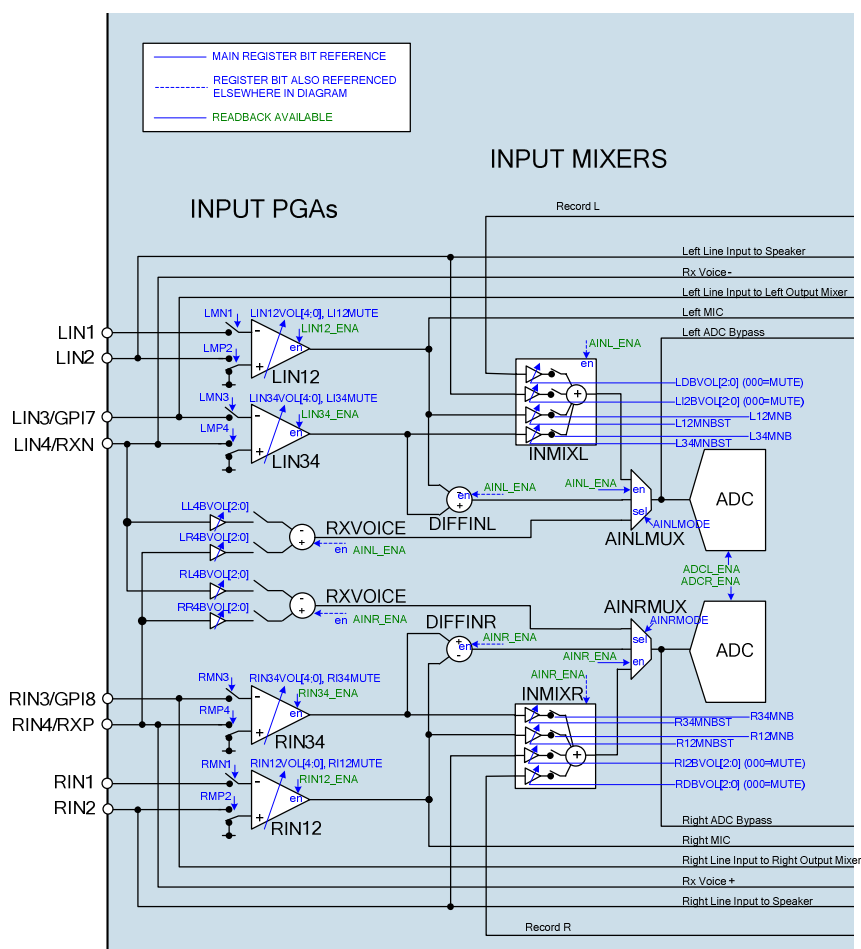 MAIN REGISTER BIT REFERENCE
REGISTER BIT ALSO REFERENCED
ELSEWHERE IN DIAGRAM
READBACK AVAILABLE
INPUT MIXERS
INPUT PGAs
Record L
Left Line Input to Speaker
Rx Voice-
Left Line Input to Left Output Mixer
Left MIC
Left ADC Bypass
LIN1
LIN2
LMN1
LMP2
LIN12VOL[4:0], LI12MUTE
LIN12_ENA
-
+
en
LIN12
LIN3/GPI7
LIN4/RXN
LMN3
LMP4
LIN34VOL[4:0], LI34MUTE
LIN34_ENA
-
+
en
LIN34
AINL_ENA
en
+
LDBVOL[2:0] (000=MUTE)
LI2BVOL[2:0] (000=MUTE)
L12MNB
L12MNBST
L34MNB
L34MNBST
INMIXL
-
en
+
AINL_ENA
DIFFINL
AINL_ENA
en
sel
AINLMODE
AINLMUX
ADC
LL4BVOL[2:0]
LR4BVOL[2:0]
-
+
RXVOICE
en
AINL_ENA
ADCL_ENA
ADCR_ENA
RL4BVOL[2:0]
RR4BVOL[2:0]
-
+
RXVOICE
en
AINR_ENA
DIFFINR
+
en
-
AINR_ENA
AINRMUX
AINRMODE
sel
en
AINR_ENA
ADC
AINR_ENA
INMIXR
+
R34MNB
R34MNBST
R12MNB
R12MNBST
RI2BVOL[2:0] (000=MUTE)
RDBVOL[2:0] (000=MUTE)
RIN3/GPI8
RIN4/RXP
RMN3
RMP4
RIN34VOL[4:0], RI34MUTE
RIN34_ENA
-
+
en
RIN34
RIN1
RIN2
RMN1
RMP2
RIN12VOL[4:0], RI12MUTE
RIN12_ENA
-
+
en
RIN12
Right ADC Bypass
Right MIC
Right Line Input to Right Output Mixer
Rx Voice +
Right Line Input to Speaker
Record R